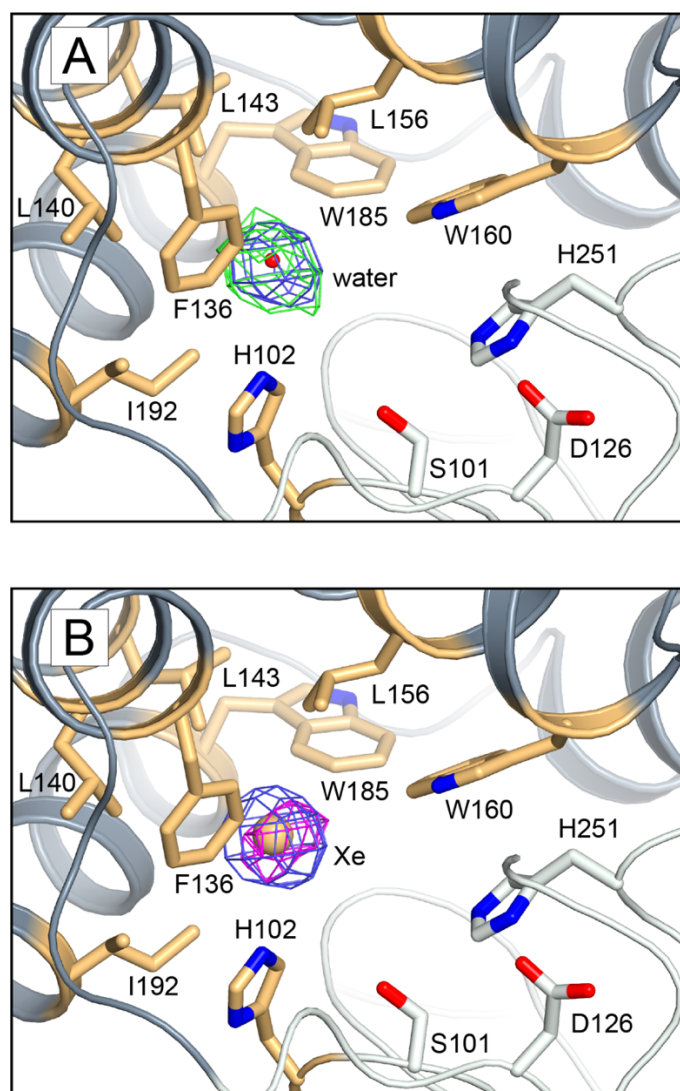 A
L143
L156
L140
W185
W160
H251
water
F136
H102
I192
S101
D126
B
L143
L156
L140
W185
W160
H251
Xe
F136
H102
I192
S101
D126